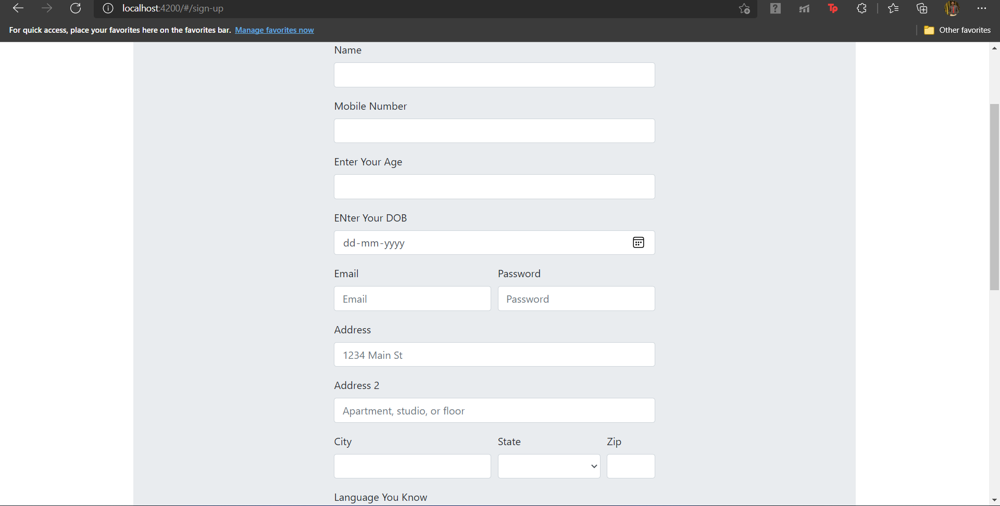 localhost:4200/#/sign-up
For quick access, place your favorites here on the favorites bar. Manage favorites now
Other favorites
Name
Mobile Number
Enter Your Age
ENter Your DOB
dd-mm-yyyy
Email Password
Email Password
Address
1234 Main St
Address 2
Apartment, studio, or floor
City State Zip
Language You Know